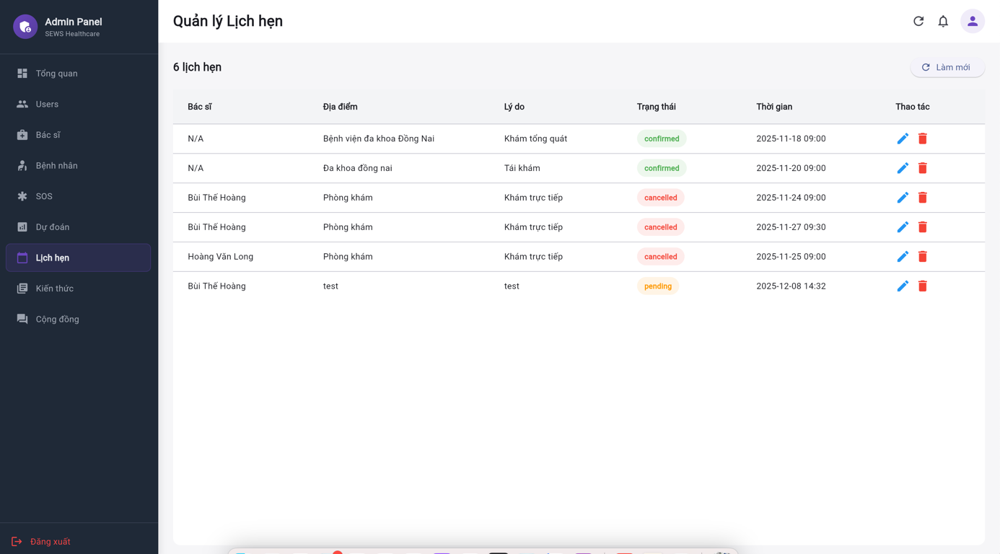 Admin Panel
SEWS Healthcare
Tổng quan
Users
Bác sĩ
Bệnh nhân
SOS
Dự đoán
Lịch hẹn
Kiến thức
Cộng đồng
Đăng xuất
Quản lý Lịch hẹn
6 lịch hẹn
Làm mới
Bác sĩ Địa điểm Lý do Trạng thái Thời gian Thao tác
N/A Bệnh viện đa khoa Đồng Nai Khám tổng quát confirmed 2025-11-18 09:00
N/A Đa khoa đồng nai Tái khám confirmed 2025-11-20 09:00
Bùi Thế Hoàng Phòng khám Khám trực tiếp cancelled 2025-11-24 09:00
Bùi Thế Hoàng Phòng khám Khám trực tiếp cancelled 2025-11-27 09:30
Hoàng Văn Long Phòng khám Khám trực tiếp cancelled 2025-11-25 09:00
Bùi Thế Hoàng test test pending 2025-12-08 14:32